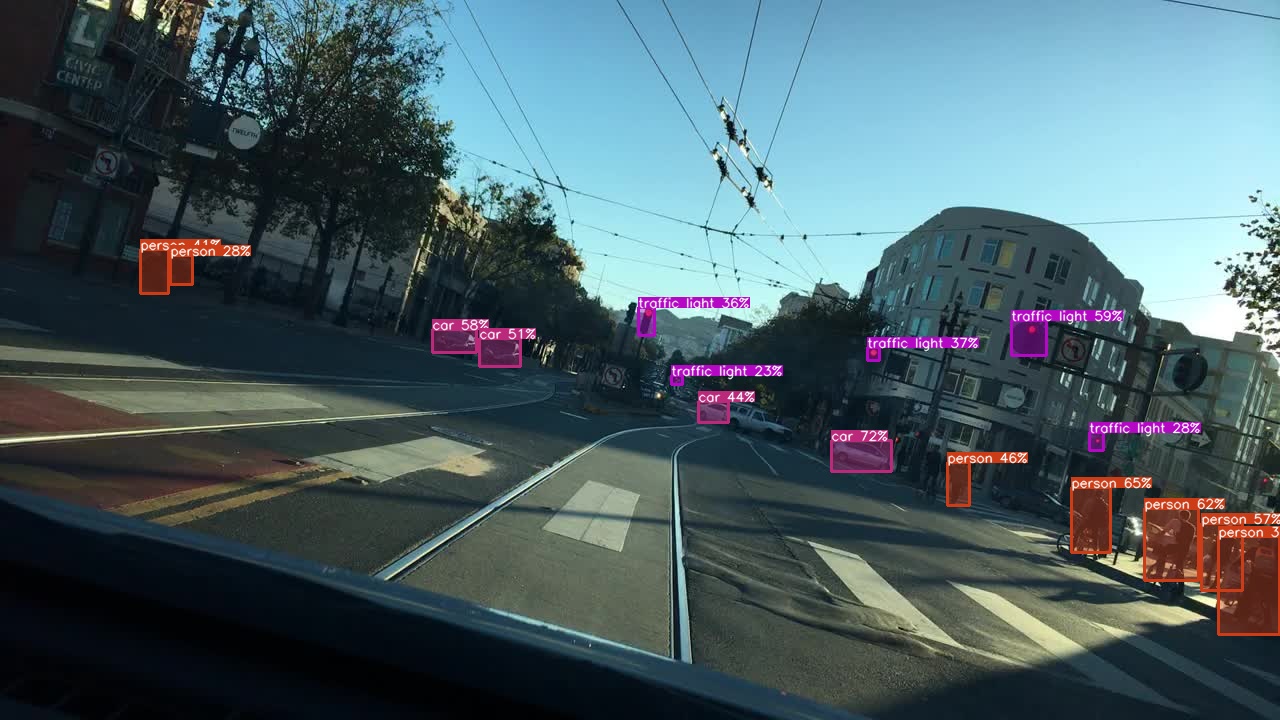 CIVIC
CENTER
TWELFTH
person 41%
person 28%
traffic light 36%
traffic light 59%
car 58%
car 51%
traffic light 37%
traffic light 23%
car 44%
traffic light 28%
car 72%
person 46%
person 65%
person 62%
person 57%
person 3